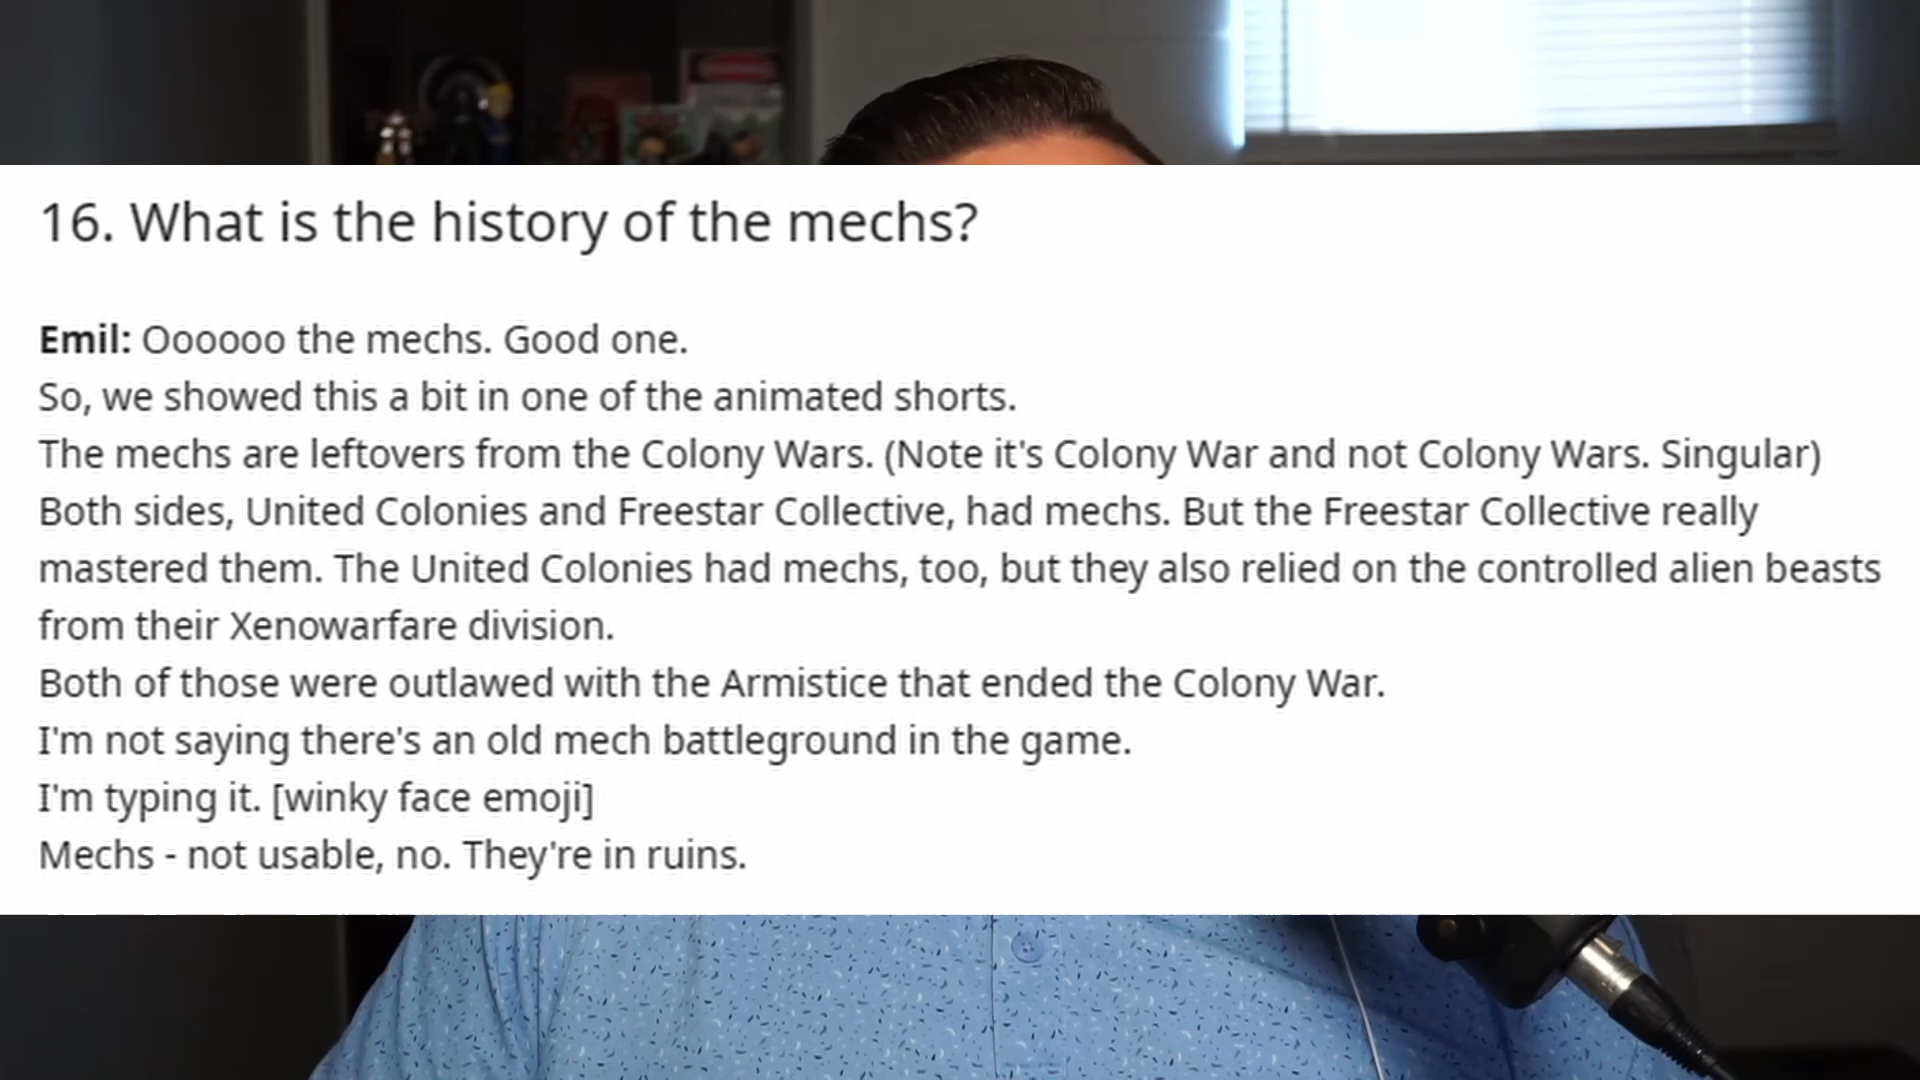 16. What is the history of the mechs?
Emil: Ooooooo the mechs. Good one.
So, we showed this a bit in one of the animated shorts.
The mechs are leftovers from the Colony Wars. (Note it's Colony War and not Colony Wars. Singular)
Both sides, United Colonies and Freestar Collective, had mechs. But the Freestar Collective really
mastered them. The United Colonies had mechs, too, but they also relied on the controlled alien beasts
from their Xenowarfare division.
Both of those were outlawed with the Armistice that ended the Colony War.
I'm not saying there's an old mech battleground in the game.
I'm typing it. [winky face emoji]
Mechs - not usable, no. They're in ruins.